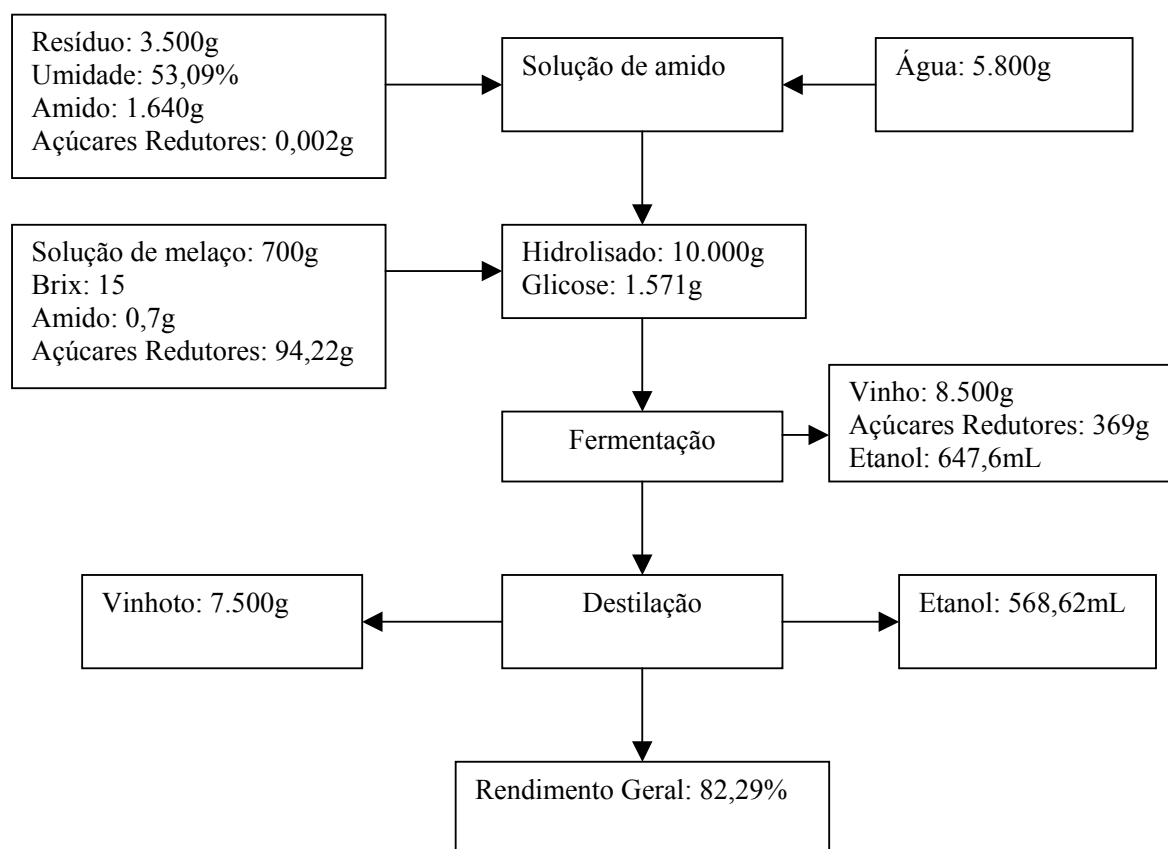 Resíduo: 3.500g
Umidade: 53,09%
Amido: 1.640g
Açúcares Redutores: 0,002g
Solução de amido
Água: 5.800g
Solução de melaço: 700g
Brix: 15
Amido: 0,7g
Açúcares Redutores: 94,22g
Hidrolisado: 10.000g
Glicose: 1.571g
Fermentação
Vinho: 8.500g
Açúcares Redutores: 369g
Etanol: 647,6mL
Vinhoto: 7.500g
Destilação
Etanol: 568,62mL
Rendimento Geral: 82,29%